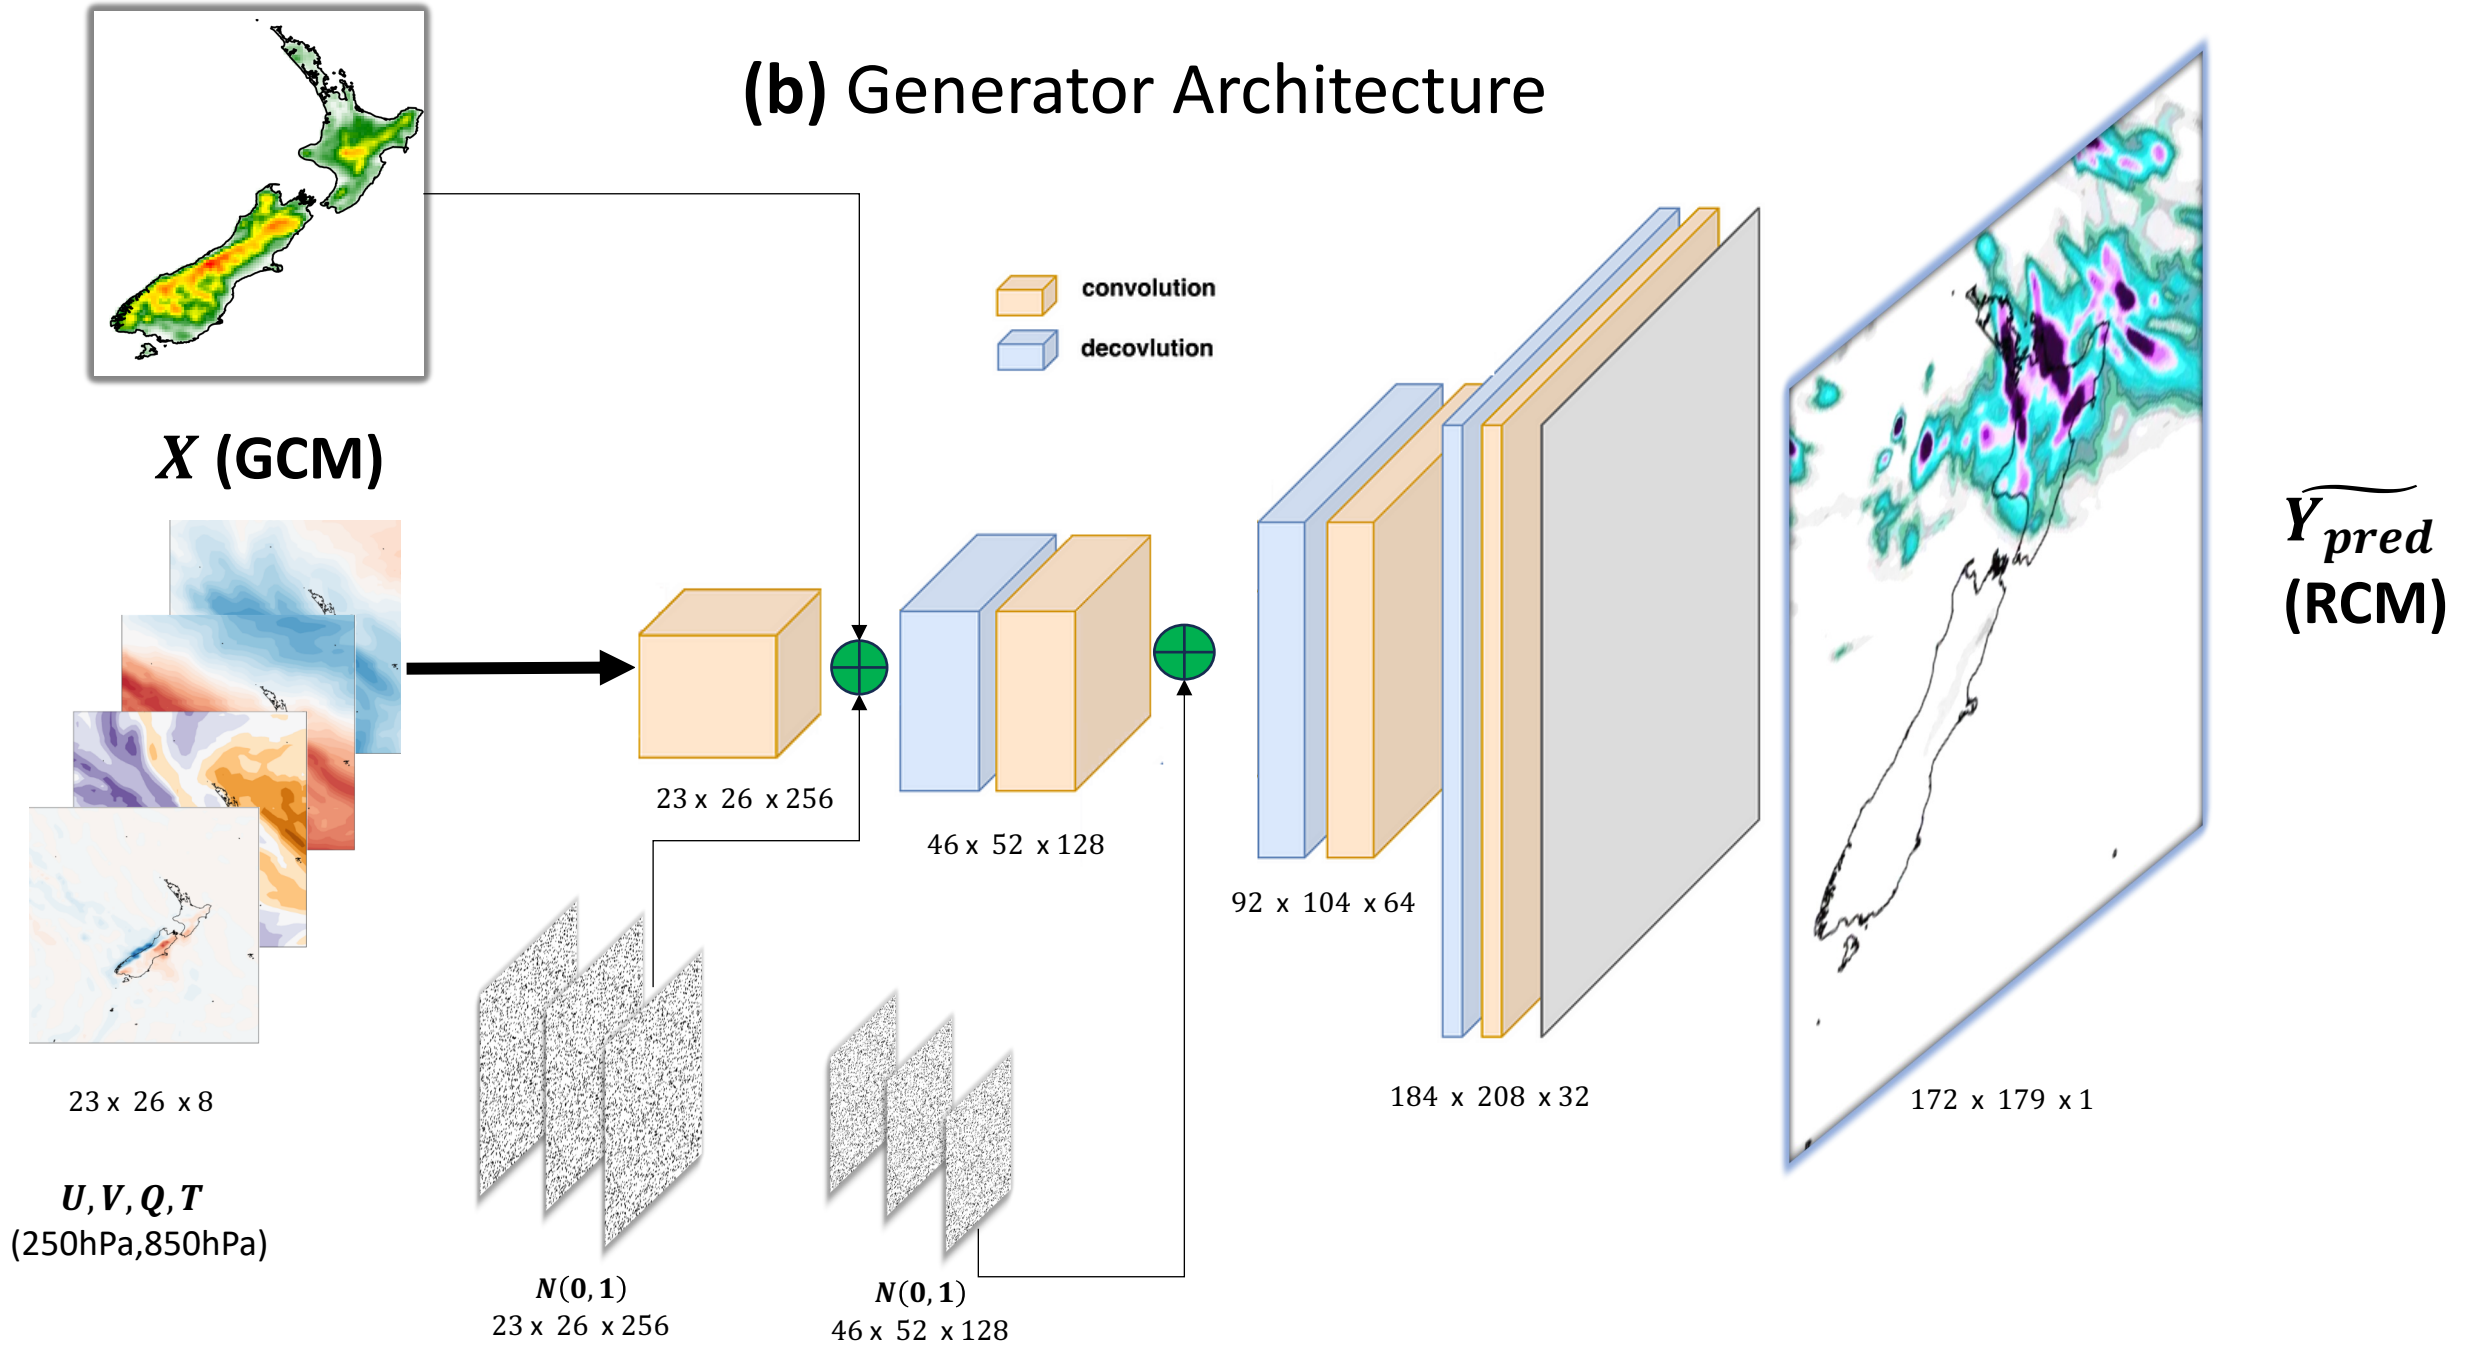 (b) Generator Architecture
convolution
decovlution
X (GCM)
23 x 26 x 8
U, V, Q, T
(250hPa,850hPa)
23 x 26 x 256
46 x 52 x 128
92 x 104 x 64
184 x 208 x 32
172 x 179 x 1
N(0, 1)
23 x 26 x 256
N(0, 1)
46 x 52 x 128
Y͠pred
(RCM)